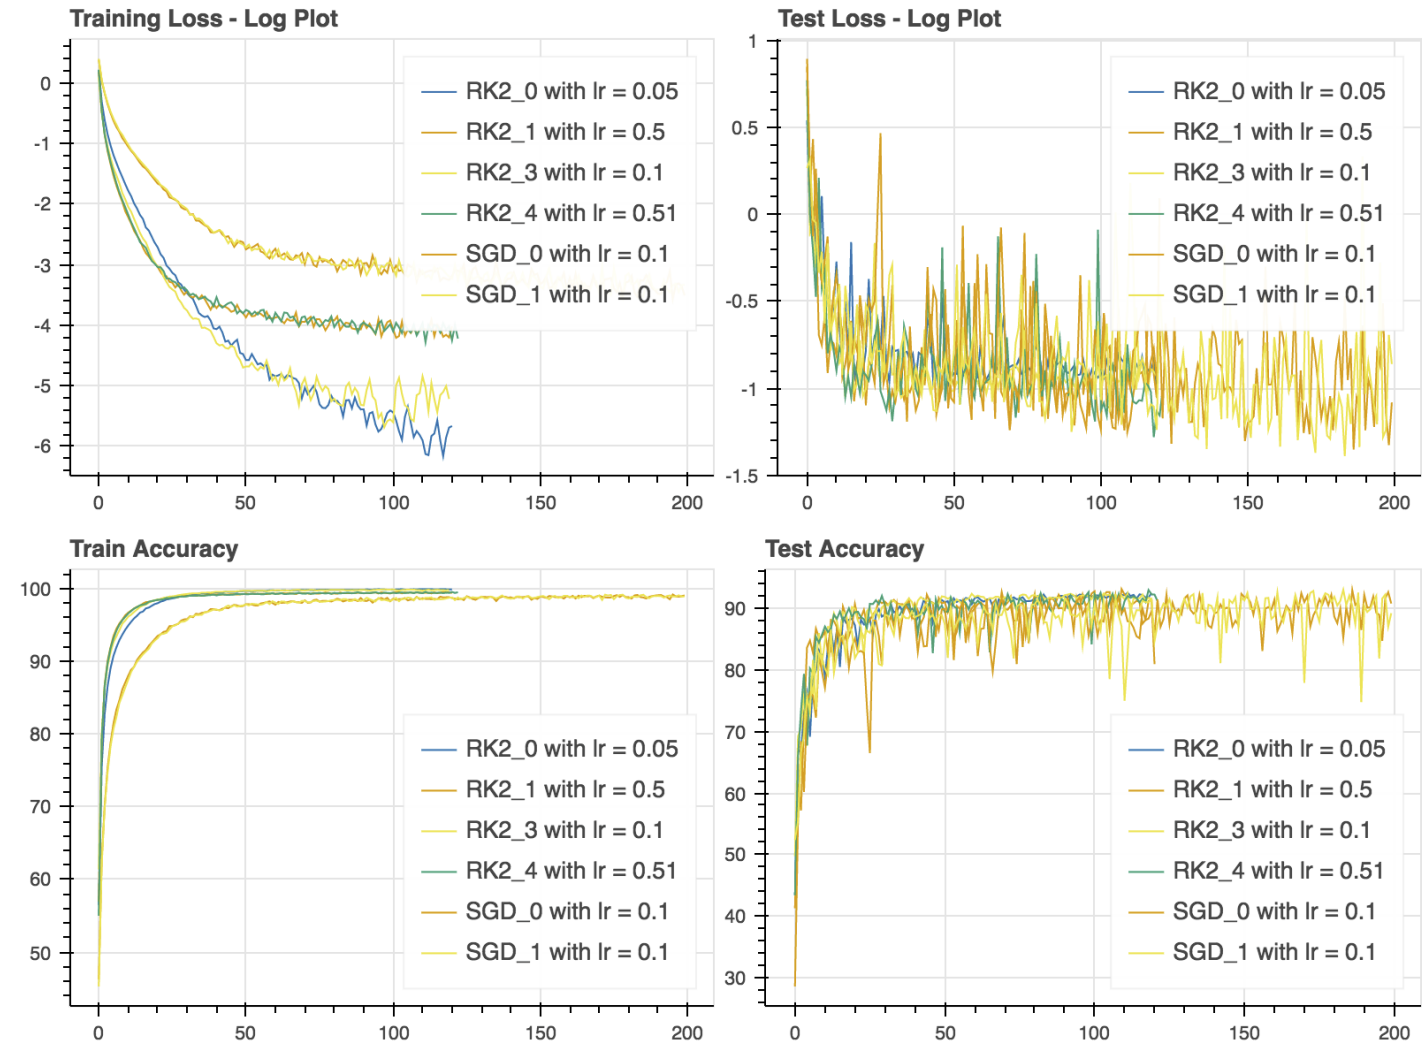 Training Loss - Log Plot
0
-1
-2
-3
-4
-5
-6
0 50 100 150 200
RK2_0 with lr = 0.05
RK2_1 with lr = 0.5
RK2_3 with lr = 0.1
RK2_4 with lr = 0.51
SGD_0 with lr = 0.1
SGD_1 with lr = 0.1
Test Loss - Log Plot
1
0.5
0
-0.5
-1
-1.5
0 50 100 150 200
RK2_0 with lr = 0.05
RK2_1 with lr = 0.5
RK2_3 with lr = 0.1
RK2_4 with lr = 0.51
SGD_0 with lr = 0.1
SGD_1 with lr = 0.1
Train Accuracy
100
90
80
70
60
50
0 50 100 150 200
RK2_0 with lr = 0.05
RK2_1 with lr = 0.5
RK2_3 with lr = 0.1
RK2_4 with lr = 0.51
SGD_0 with lr = 0.1
SGD_1 with lr = 0.1
Test Accuracy
90
80
70
60
50
40
30
0 50 100 150 200
RK2_0 with lr = 0.05
RK2_1 with lr = 0.5
RK2_3 with lr = 0.1
RK2_4 with lr = 0.51
SGD_0 with lr = 0.1
SGD_1 with lr = 0.1